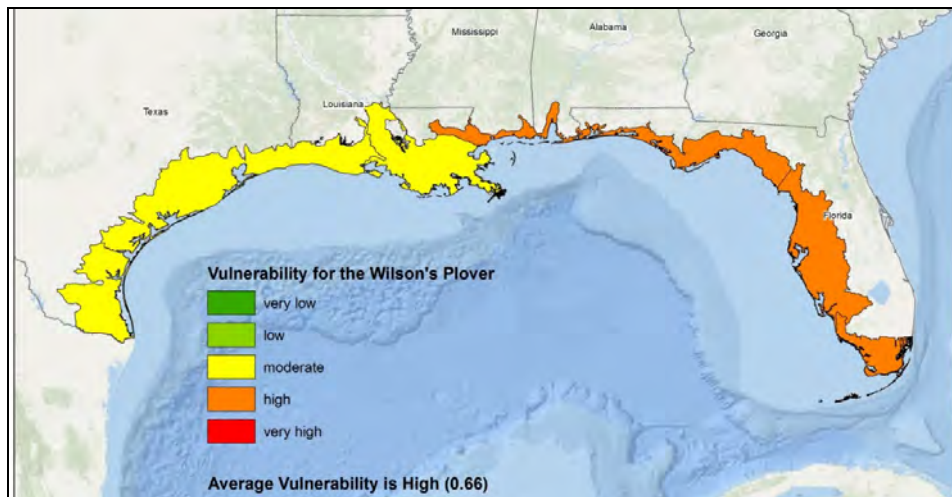 Mississippi
Alabama
Georgia
Texas
Louisiana
Florida
Vulnerability for the Wilson's Plover
very low
low
moderate
high
very high
Average Vulnerability is High (0.66)